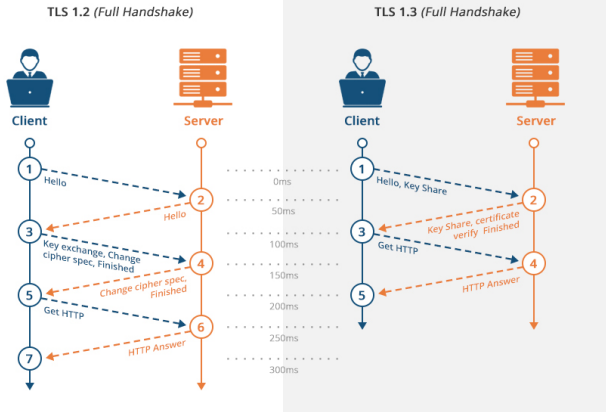 TLS 1.2 (Full Handshake)
Client
Server
1
Hello
2
Hello
3
Key exchange, Change
cipher spec, Finished
4
Change cipher spec,
Finished
5
Get HTTP
6
HTTP Answer
7
0ms
50ms
100ms
150ms
200ms
250ms
300ms
TLS 1.3 (Full Handshake)
Client
Server
1
Hello, Key Share
2
Key Share, certificate
verify Finished
3
Get HTTP
4
HTTP Answer
5